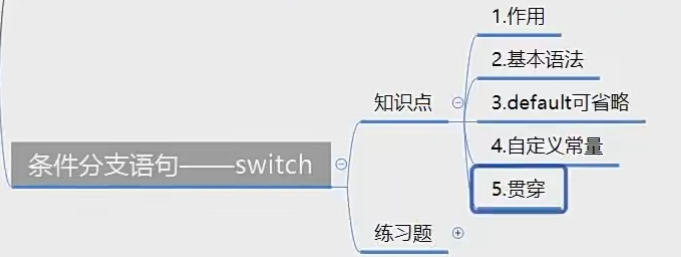 条件分支语句——switch
知识点
1.作用
2.基本语法
3.default可省略
4.自定义常量
5.贯穿
练习题